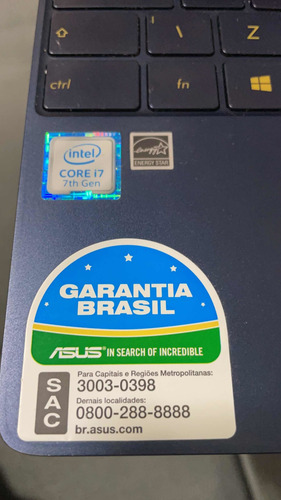 \ Z
ctrl fn
intel
CORE i7
7th Gen
ENERGY STAR
GARANTIA
BRASIL
ASUS IN SEARCH OF INCREDIBLE
SAC
Para Capitais e Regiões Metropolitanas:
3003-0398
Demais localidades:
0800-288-8888
br.asus.com